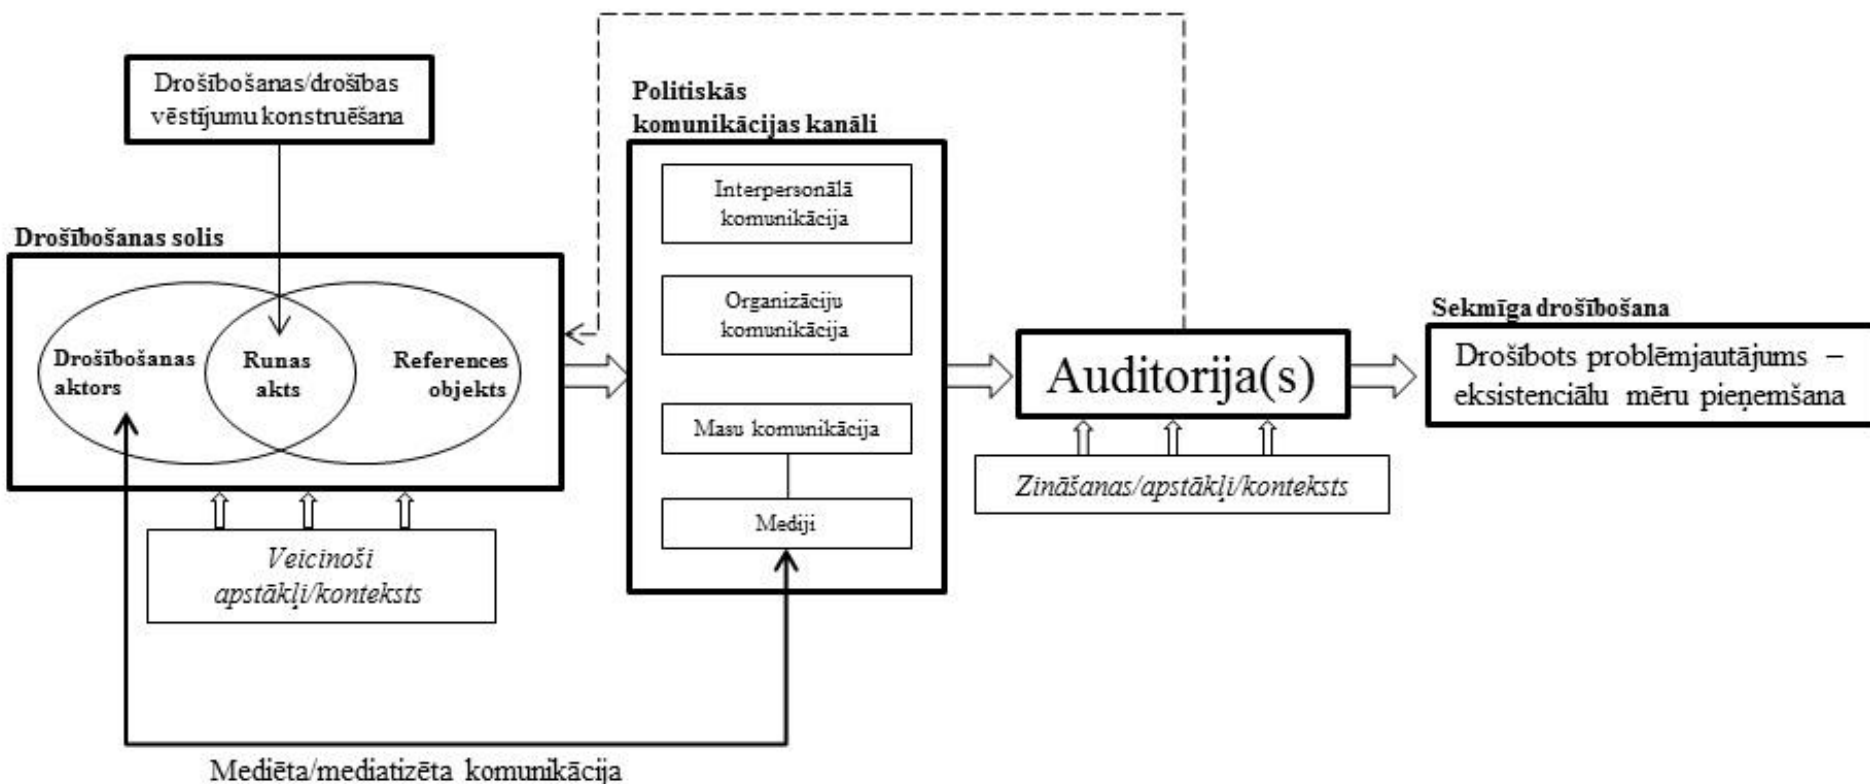 Drošībošanas/drošības
vēstījumu konstruēšana
Politiskās
komunikācijas kanāli
Interpersonālā
komunikācija
Drošībošanas solis
Organizāciju
komunikācija
Sekmīga drošībošana
Drošībošanas
aktors
Runas
akts
References
objekts
Auditorija(s)
Drošībots problēmjautājums –
eksistenciālu mēru pieņemšana
Masu komunikācija
Zināšanas/apstākļi/konteksts
Mediji
Veicinoši
apstākļi/konteksts
Mediēta/mediatizēta komunikācija